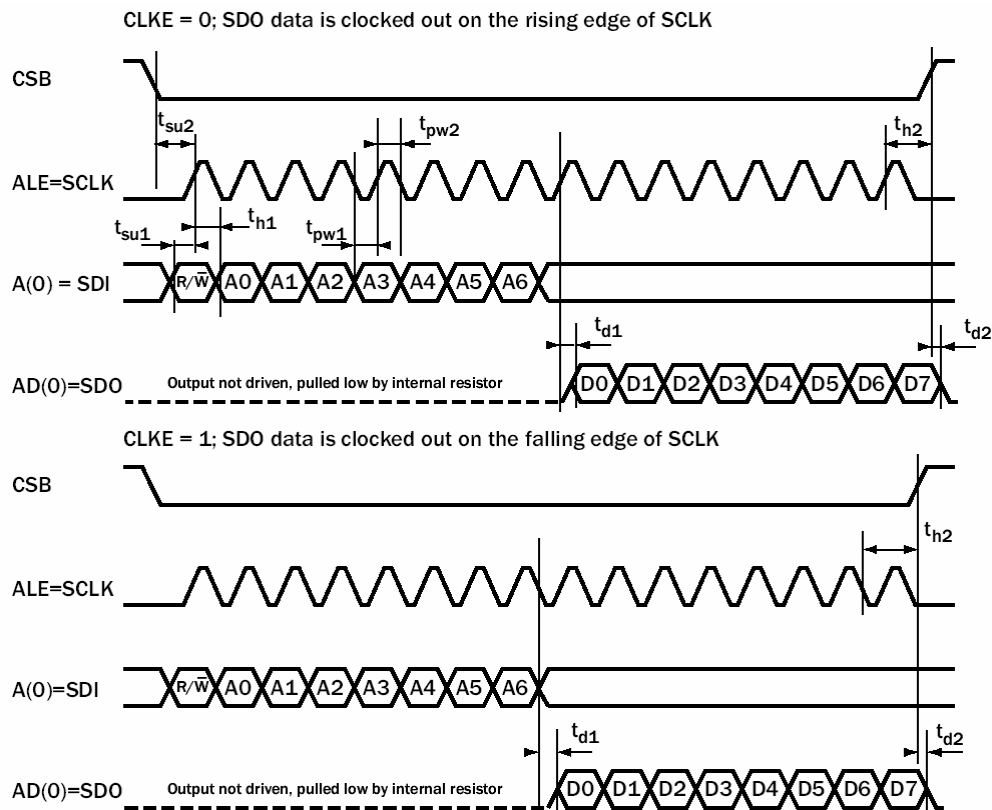 CLKE = 0; SDO data is clocked out on the rising edge of SCLK
CSB
tsu2
tpw2
th2
ALE=SCLK
tsu1
th1
tpw1
A(0) = SDI
R/W̅ A0 A1 A2 A3 A4 A5 A6
td1
td2
AD(0)=SDO
Output not driven, pulled low by internal resistor
D0 D1 D2 D3 D4 D5 D6 D7
CLKE = 1; SDO data is clocked out on the falling edge of SCLK
CSB
th2
ALE=SCLK
A(0)=SDI
R/W̅ A0 A1 A2 A3 A4 A5 A6
td1
td2
AD(0)=SDO
Output not driven, pulled low by internal resistor
D0 D1 D2 D3 D4 D5 D6 D7